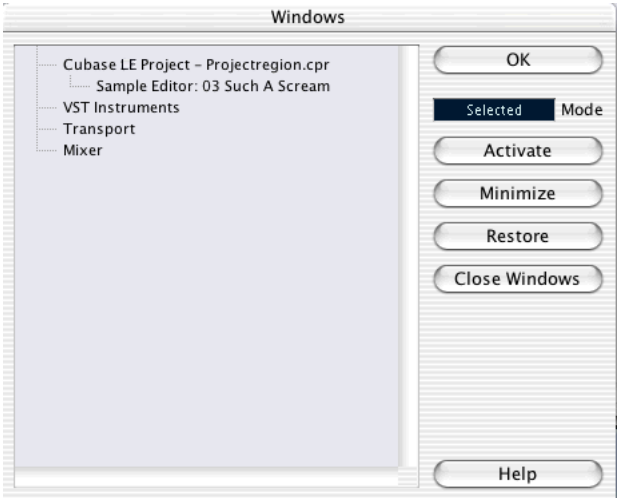 Windows
Cubase LE Project – Projectregion.cpr
Sample Editor: 03 Such A Scream
VST Instruments
Transport
Mixer
OK
Selected Mode
Activate
Minimize
Restore
Close Windows
Help